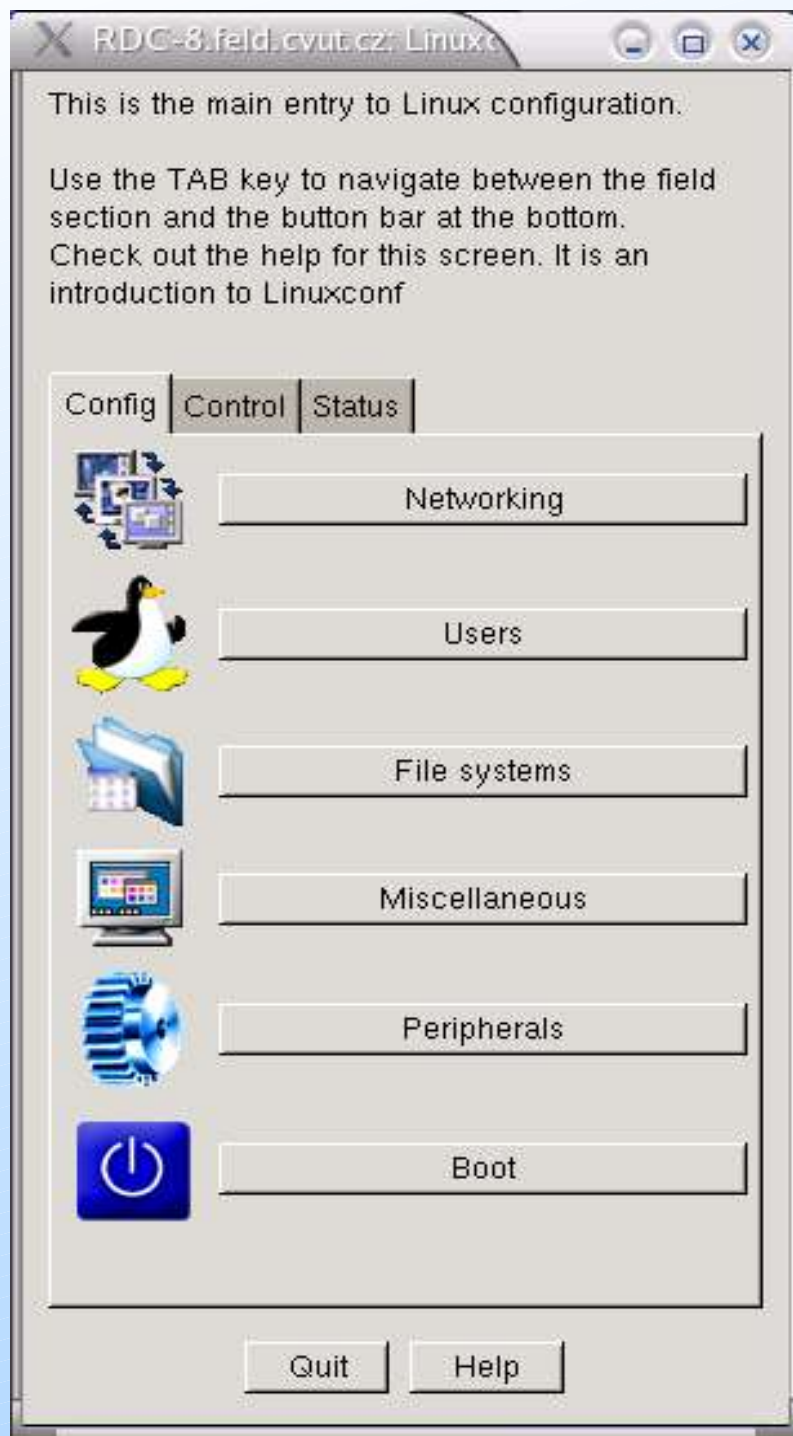 RDC-8.feld.cvut.cz: Linuxc
This is the main entry to Linux configuration.
Use the TAB key to navigate between the field
section and the button bar at the bottom.
Check out the help for this screen. It is an
introduction to Linuxconf
Config Control Status
Networking
Users
File systems
Miscellaneous
Peripherals
Boot
Quit Help